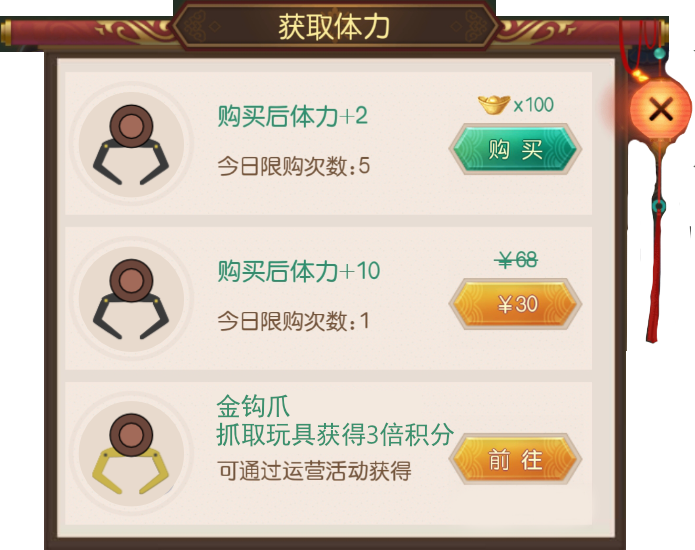 获取体力
购买后体力+2
今日限购次数:5
x100
购买
购买后体力+10
今日限购次数:1
¥68
¥30
金钩爪
抓取玩具获得3倍积分
可通过运营活动获得
前往